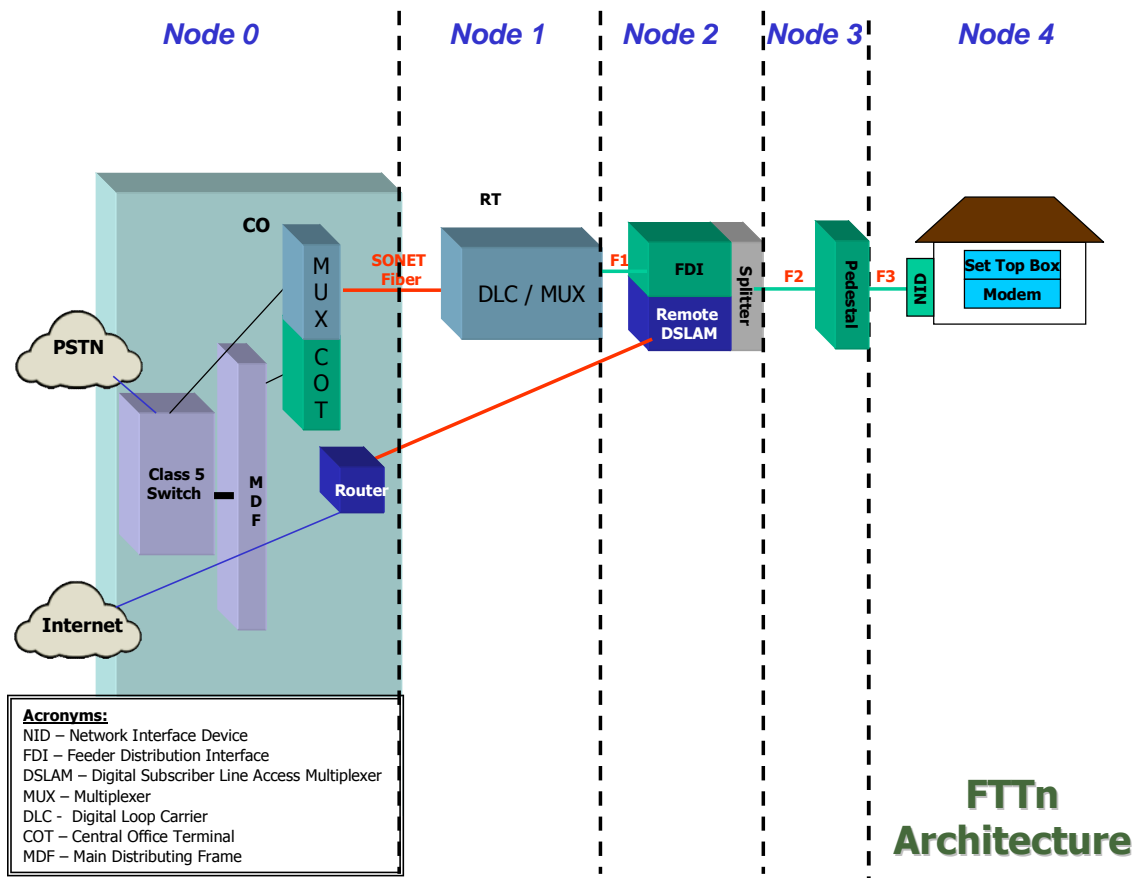 Node 0
Node 1
Node 2
Node 3
Node 4
RT
CO
MUX
COT
SONET
Fiber
DLC / MUX
F1
FDI
Remote
DSLAM
Splitter
F2
Pedestal
F3
NID
Set Top Box
Modem
PSTN
Class 5
Switch
MDF
Router
Internet
Acronyms:
NID – Network Interface Device
FDI – Feeder Distribution Interface
DSLAM – Digital Subscriber Line Access Multiplexer
MUX – Multiplexer
DLC - Digital Loop Carrier
COT – Central Office Terminal
MDF – Main Distributing Frame
FTTn
Architecture